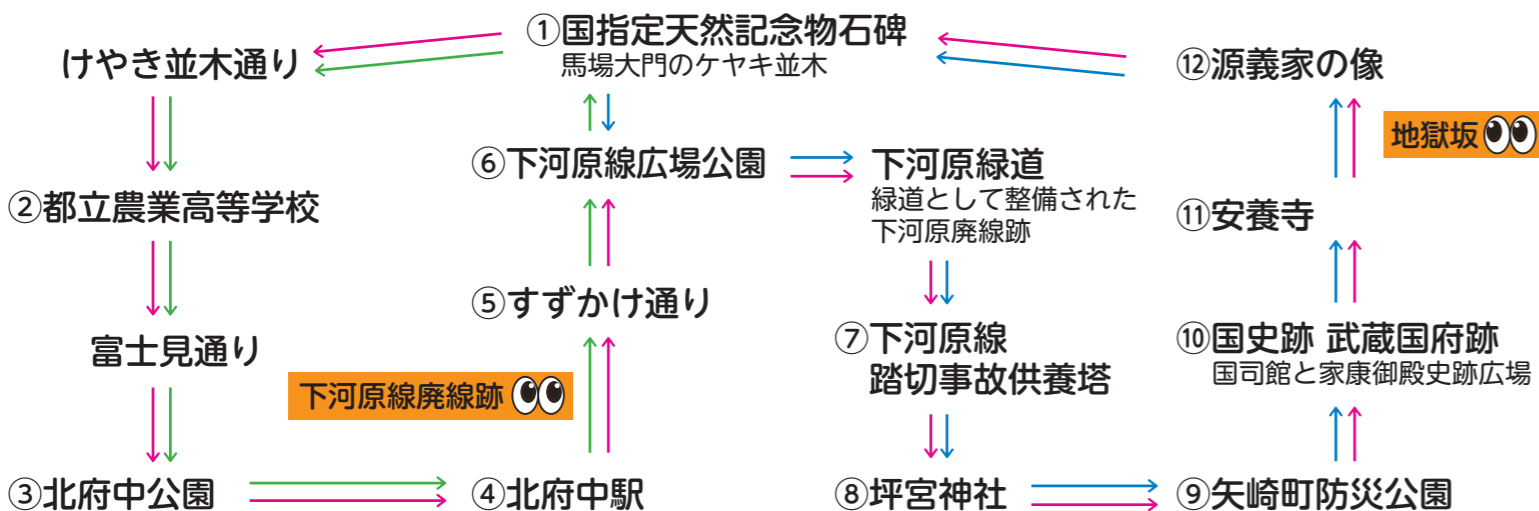 ①国指定天然記念物石碑
馬場大門のケヤキ並木
けやき並木通り
②都立農業高等学校
富士見通り
③北府中公園
④北府中駅
下河原線廃線跡
⑤すずかけ通り
⑥下河原線広場公園
下河原緑道
緑道として整備された
下河原廃線跡
⑦下河原線
踏切事故供養塔
⑧坪宮神社
⑨矢崎町防災公園
⑩国史跡 武蔵国府跡
国司館と家康御殿史跡広場
⑪安養寺
地獄坂
⑫源義家の像